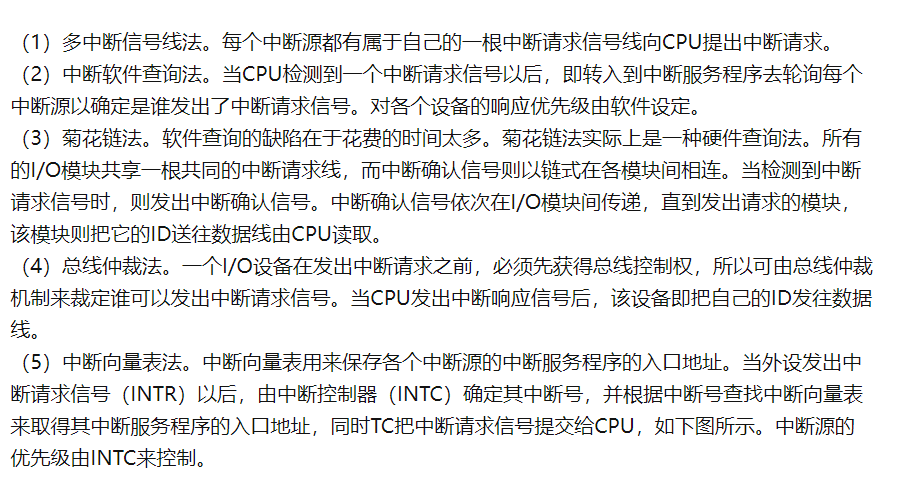 （1）多中断信号线法。每个中断源都有属于自己的一根中断请求信号线向CPU提出中断请求。
（2）中断软件查询法。当CPU检测到一个中断请求信号以后，即转入到中断服务程序去轮询每个
中断源以确定是谁发出了中断请求信号。对各个设备的响应优先级由软件设定。
（3）菊花链法。软件查询的缺陷在于花费的时间太多。菊花链法实际上是一种硬件查询法。所有
的I/O模块共享一根共同的中断请求线，而中断确认信号则以链式在各模块间相连。当检测到中断
请求信号时，则发出中断确认信号。中断确认信号依次在I/O模块间传递，直到发出请求的模块，
该模块则把它的ID送往数据线由CPU读取。
（4）总线仲裁法。一个I/O设备在发出中断请求之前，必须先获得总线控制权，所以可由总线仲裁
机制来裁定谁可以发出中断请求信号。当CPU发出中断响应信号后，该设备即把自己的ID发往数据
线。
（5）中断向量表法。中断向量表用来保存各个中断源的中断服务程序的入口地址。当外设发出中
断请求信号（INTR）以后，由中断控制器（INTC）确定其中断号，并根据中断号查找中断向量表
来取得其中断服务程序的入口地址，同时TC把中断请求信号提交给CPU，如下图所示。中断源的
优先级由INTC来控制。